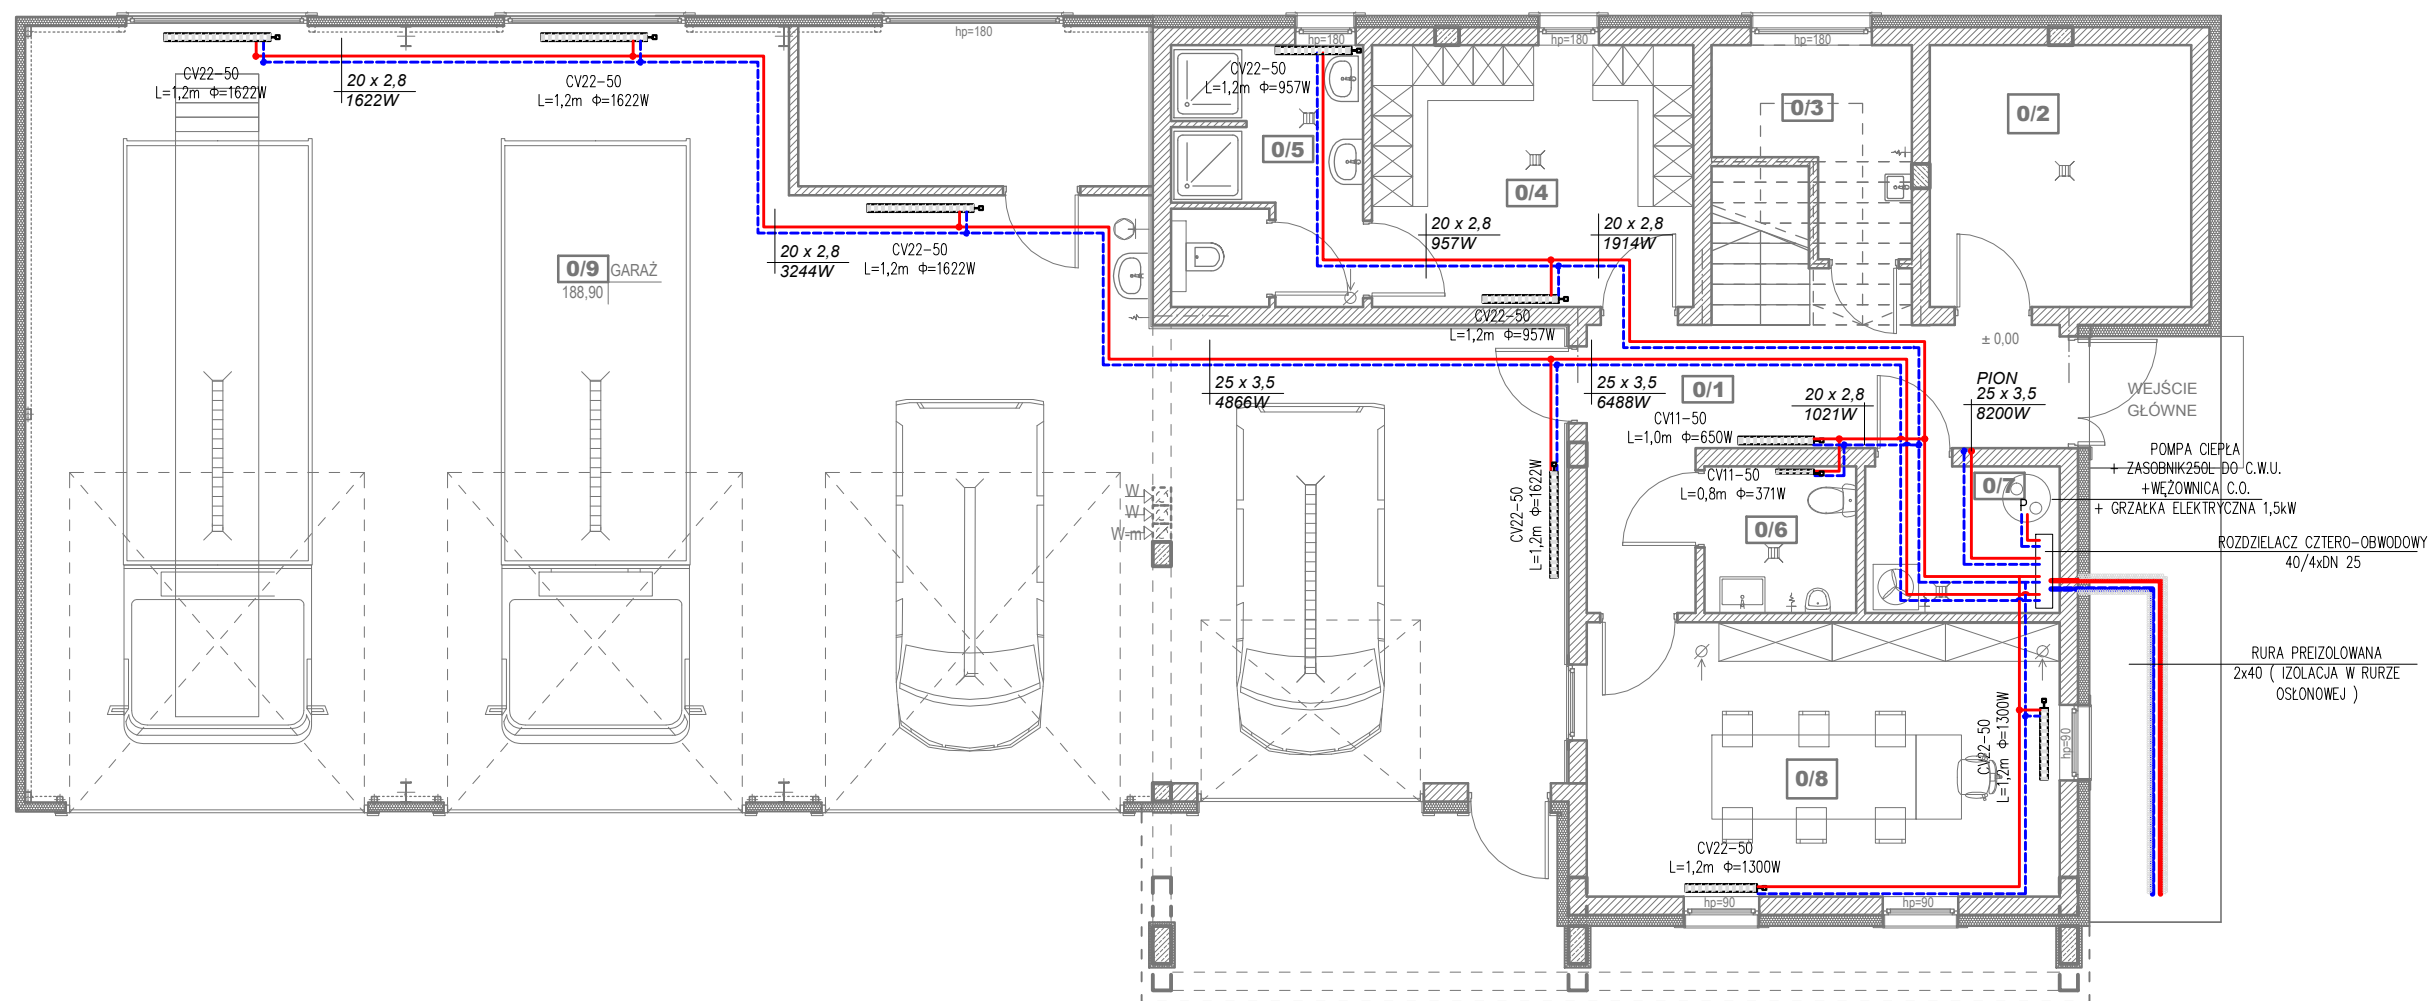 hp=180
hp=180
hp=180
hp=180
CV22-50
L=1,2m Φ=1622W
20 x 2,8
1622W
CV22-50
L=1,2m Φ=1622W
CV22-50
L=1,2m Φ=957W
0/5
0/4
0/3
0/2
20 x 2,8
3244W
CV22-50
L=1,2m Φ=1622W
20 x 2,8
957W
20 x 2,8
1914W
0/9 GARAŻ
188,90
CV22-50
L=1,2m Φ=957W
± 0,00
25 x 3,5
4866W
25 x 3,5
6488W
0/1
20 x 2,8
1021W
PION
25 x 3,5
8200W
WEJŚCIE
GŁÓWNE
CV11-50
L=1,0m Φ=650W
CV11-50
L=0,8m Φ=371W
0/6
0/7
P
POMPA CIEPŁA
+ ZASOBNIK250L DO C.W.U.
+WĘŻOWNICA C.O.
+ GRZAŁKA ELEKTRYCZNA 1,5kW
W
W
W-m
CV22-50
L=1,2m Φ=1622W
ROZDZIELACZ CZTERO-OBWODOWY
40/4xDN 25
RURA PREIZOLOWANA
2x40 ( IZOLACJA W RURZE
OSŁONOWEJ )
CV22-50
L=1,2m Φ=1300W
hp=90
0/8
CV22-50
L=1,2m Φ=1300W
hp=90
hp=90